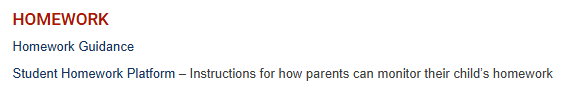 HOMEWORK
Homework Guidance
Student Homework Platform – Instructions for how parents can monitor their child's homework